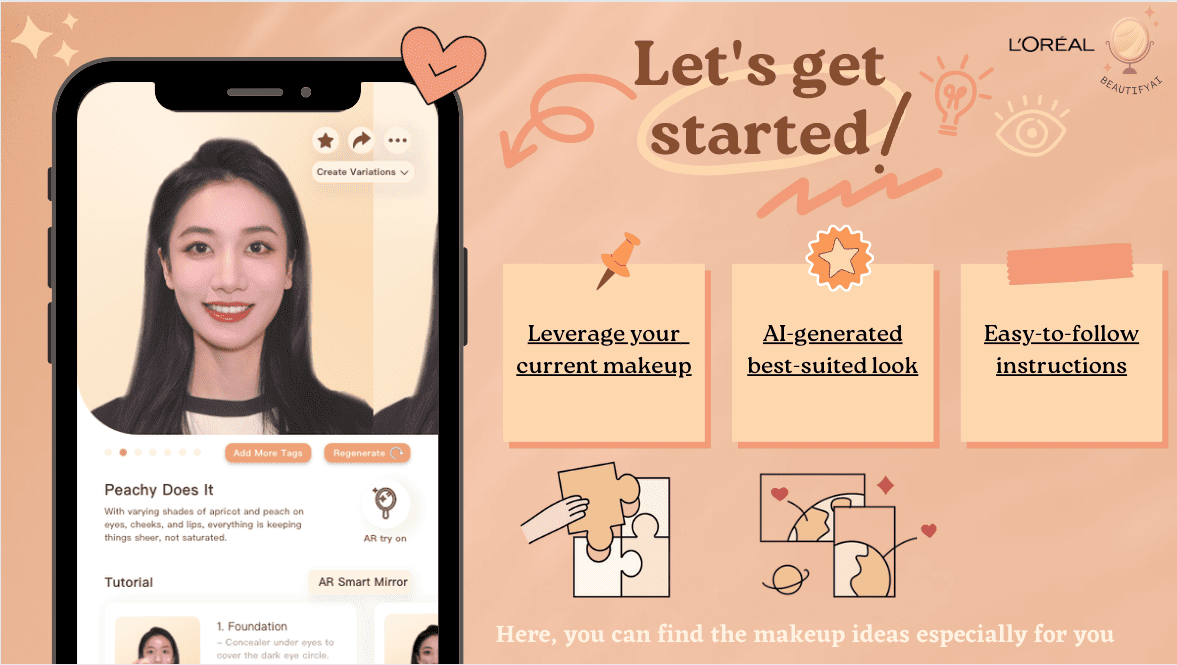 Create Variations
Add More Tags
Regenerate
Peachy Does It
With varying shades of apricot and peach on
eyes, cheeks, and lips, everything is keeping
things sheer, not saturated.
AR try on
Tutorial
AR Smart Mirror
1. Foundation
– Concealer under eyes to
cover the dark eye circle.
Let's get
started!
L'ORÉAL
BEAUTIFYAI
Leverage your
current makeup
AI-generated
best-suited look
Easy-to-follow
instructions
Here, you can find the makeup ideas especially for you